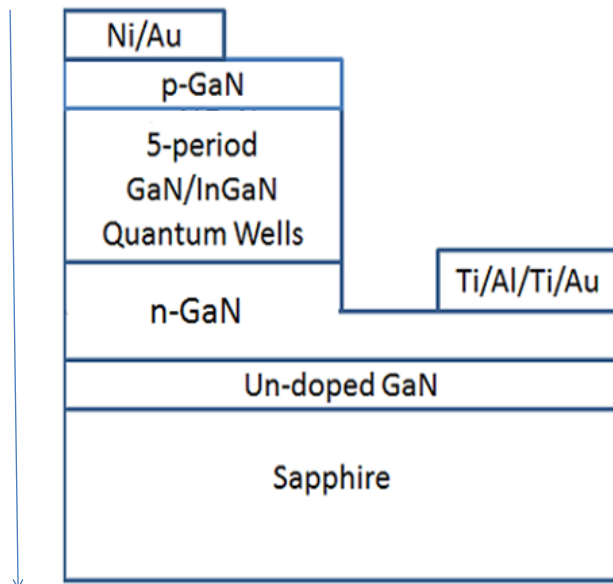 Ni/Au
p-GaN
5-period
GaN/InGaN
Quantum Wells
Ti/Al/Ti/Au
n-GaN
Un-doped GaN
Sapphire